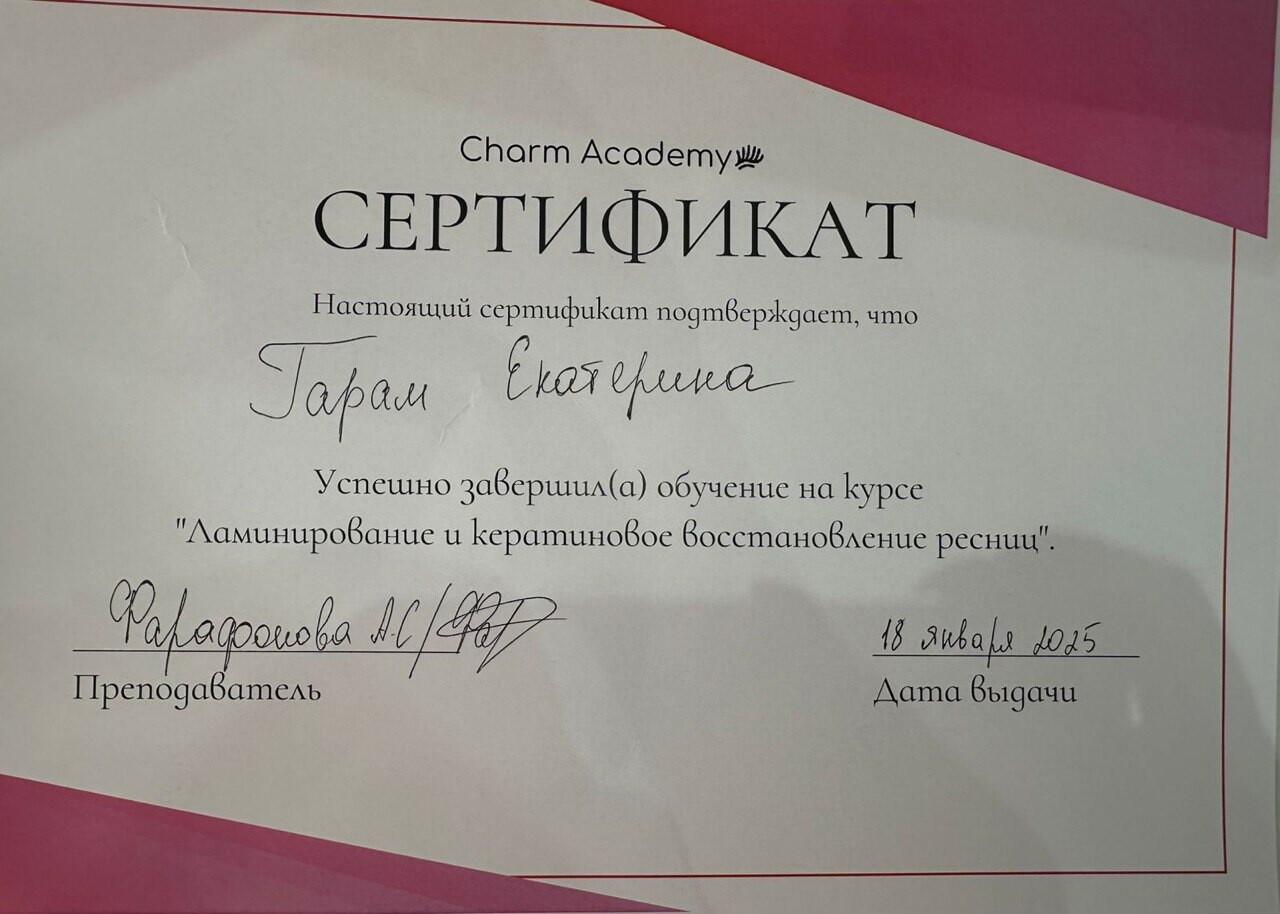 Charm Academy
СЕРТИФИКАТ
Настоящий сертификат подтверждает, что
Гарам Екатерина
Успешно завершил(а) обучение на курсе
"Ламинирование и кератиновое восстановление ресниц".
Фарафонова А.С/
18 января 2025
Преподаватель
Дата выдачи